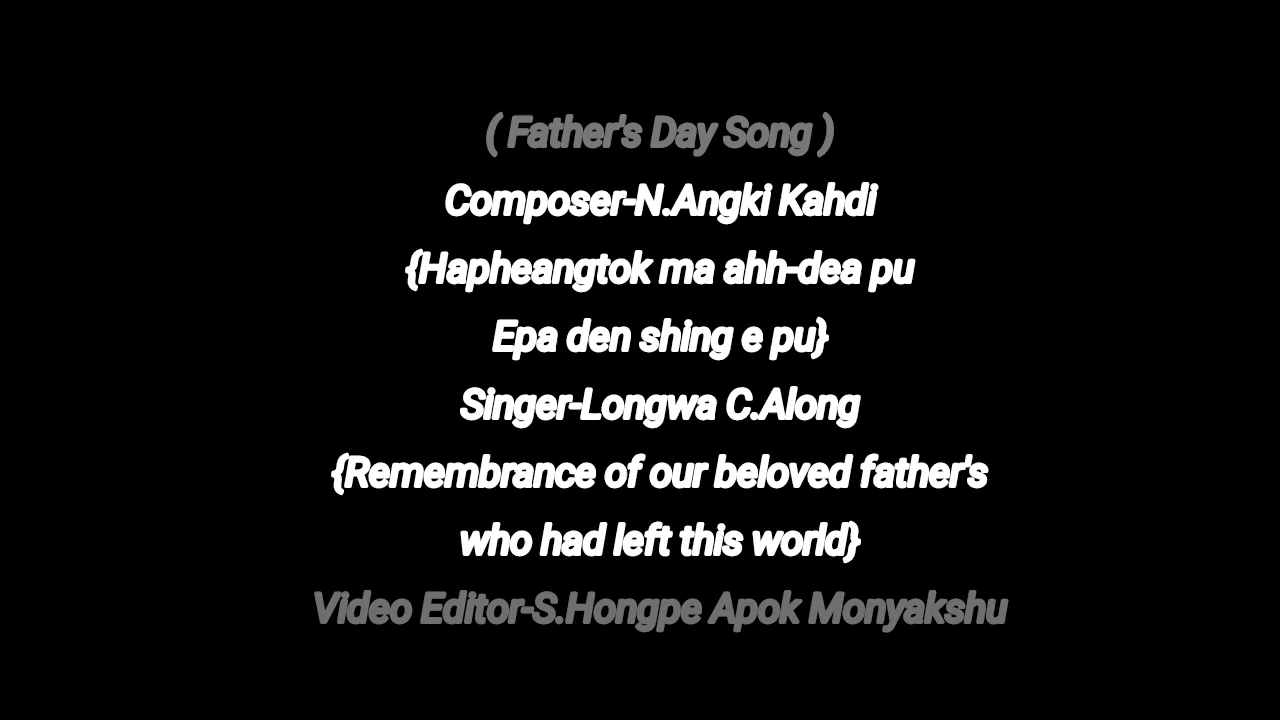 ( Father's Day Song )
Composer-N.Angki Kahdi
{Hapheangtok ma ahh-dea pu
Epa den shing e pu}
Singer-Longwa C.Along
{Remembrance of our beloved father's
who had left this world}
Video Editor-S.Hongpe Apok Monyakshu